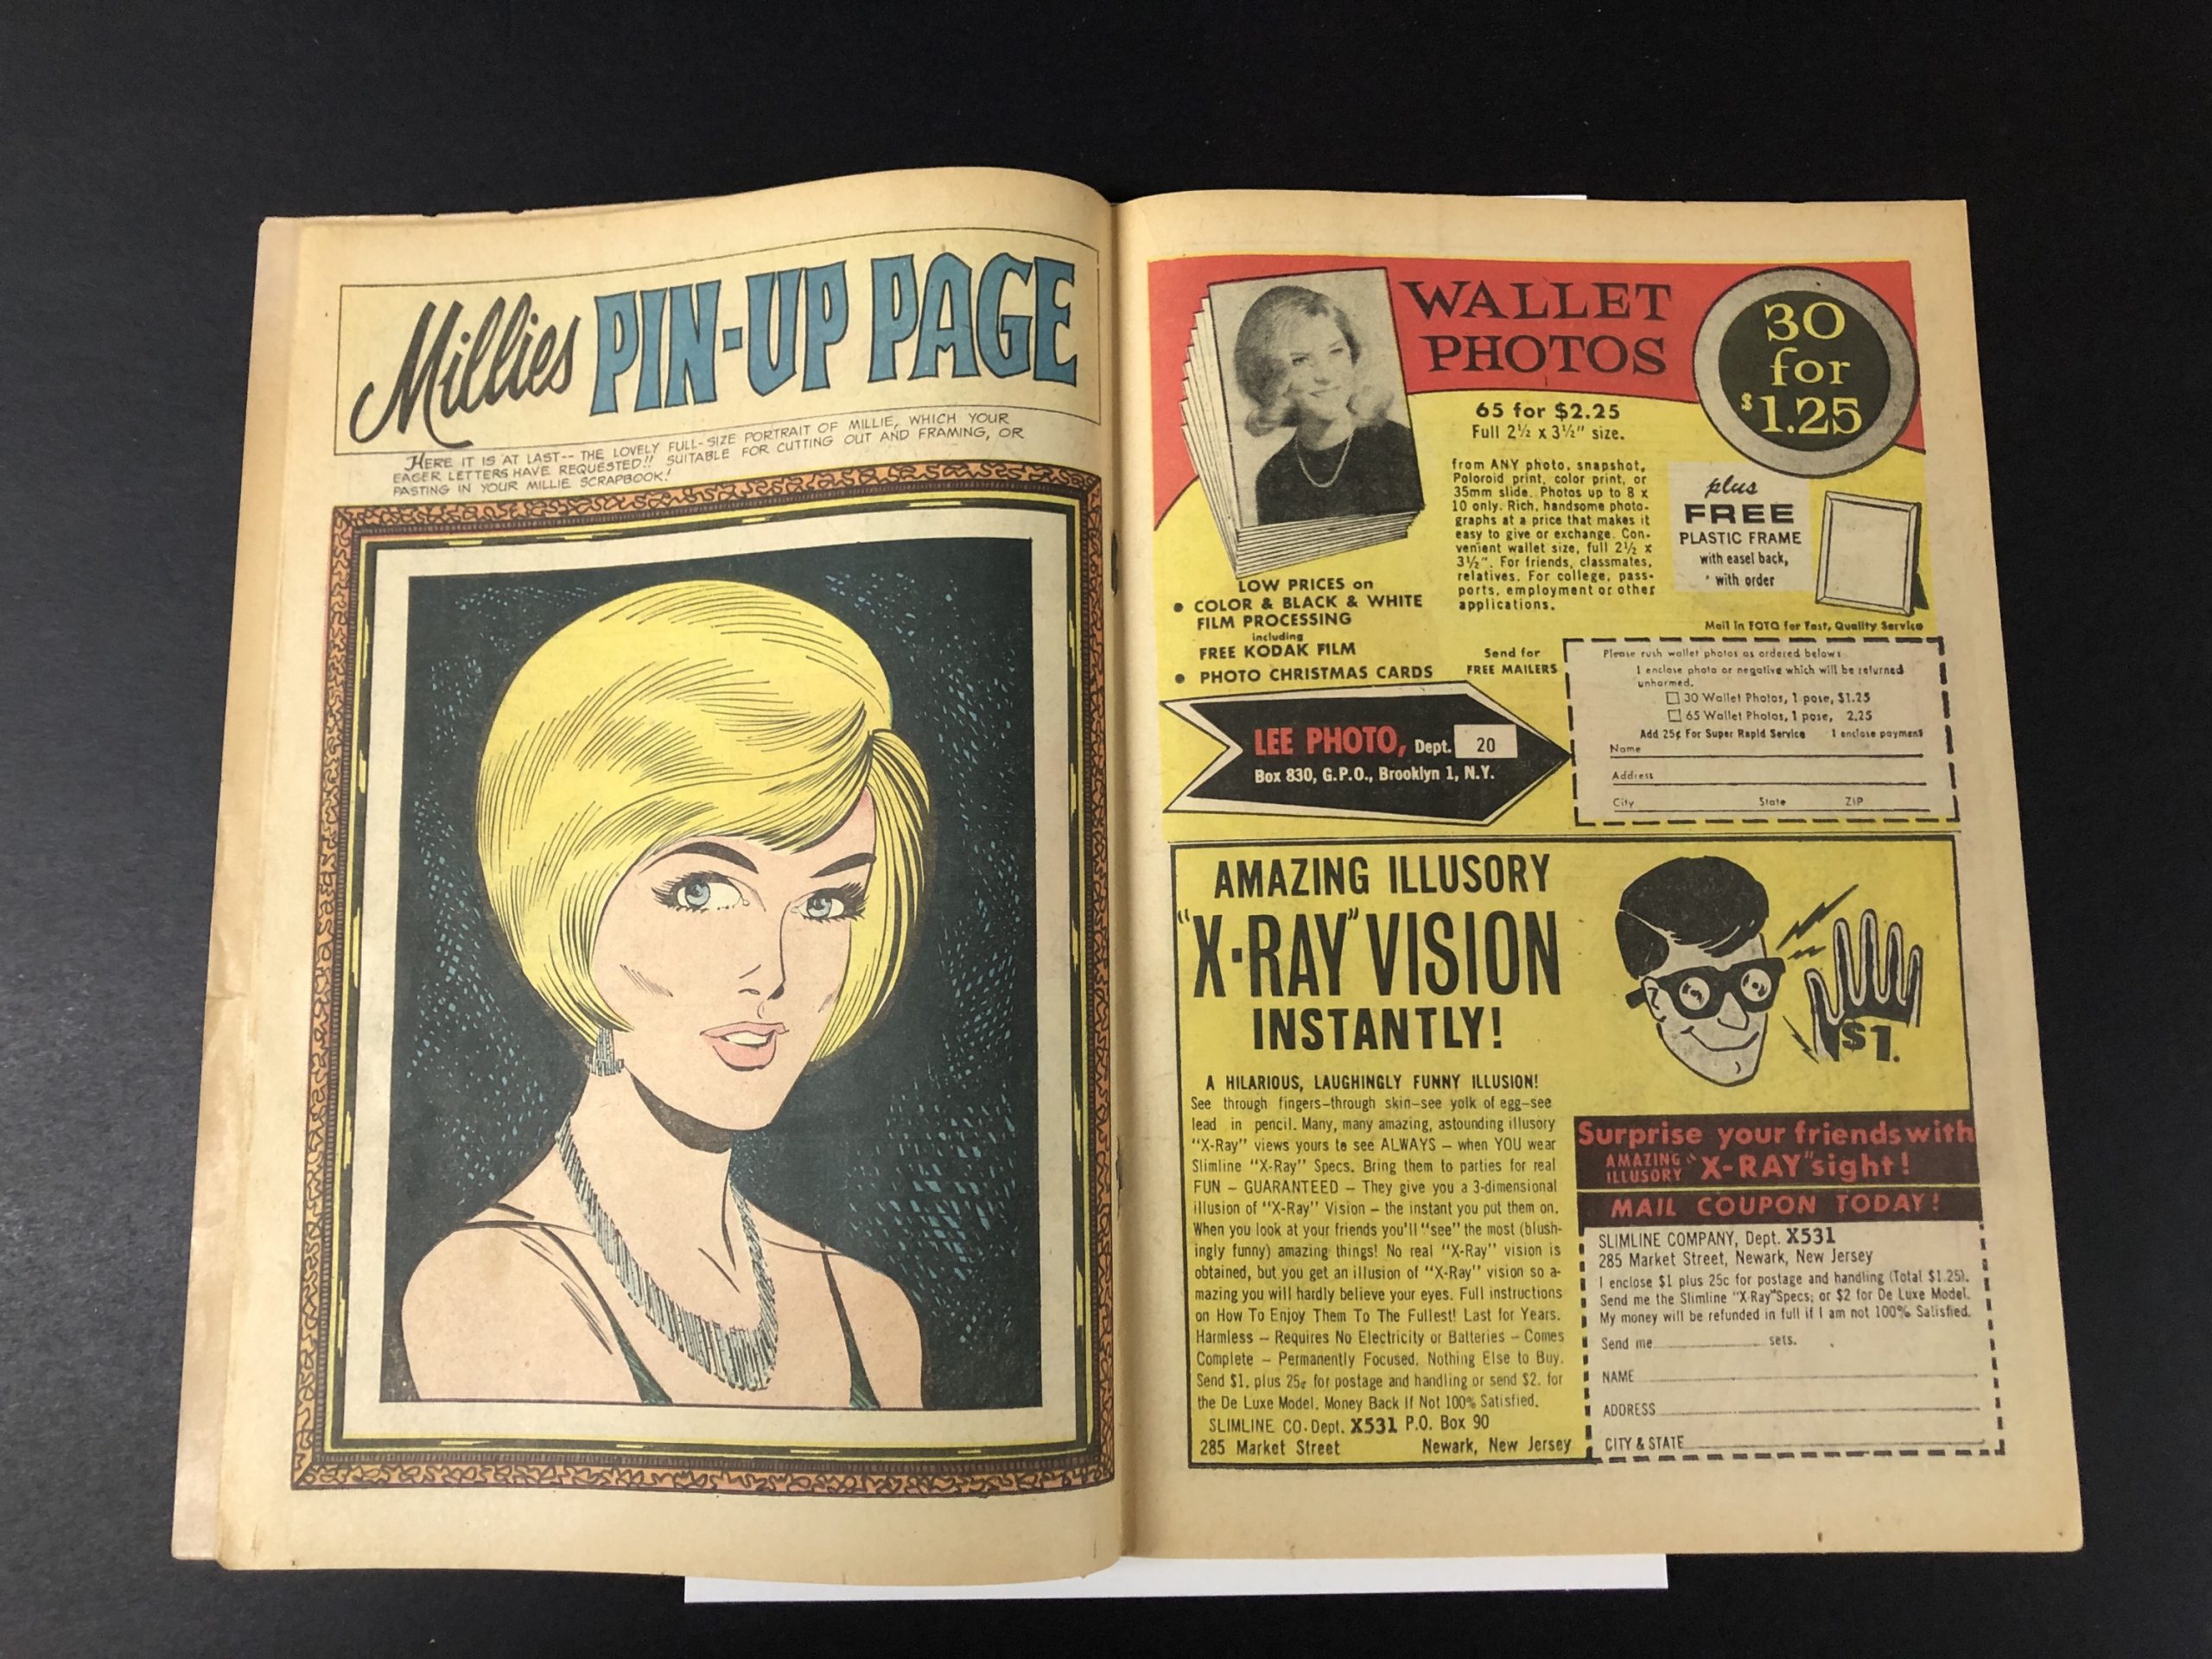 Millies PIN-UP PAGE
HERE IT IS AT LAST-- THE LOVELY FULL-SIZE PORTRAIT OF MILLIE, WHICH YOUR
EAGER LETTERS HAVE REQUESTED!! SUITABLE FOR CUTTING OUT AND FRAMING, OR
PASTING IN YOUR MILLIE SCRAPBOOK!
WALLET
PHOTOS
30
for
$1.25
65 for $2.25
Full 2½ x 3½" size.
from ANY photo, snapshot,
Poloroid print, color print, or
35mm slide. Photos up to 8 x
10 only. Rich, handsome photo-
graphs at a price that makes it
easy to give or exchange. Con-
venient wallet size, full 2½ x
3½". For friends, classmates,
relatives. For college, pass-
ports, employment or other
applications.
plus
FREE
PLASTIC FRAME
with easel back,
with order
LOW PRICES on
• COLOR & BLACK & WHITE
FILM PROCESSING
including
FREE KODAK FILM
• PHOTO CHRISTMAS CARDS
Send for
FREE MAILERS
Mail in FOTO for Fast, Quality Service
LEE PHOTO, Dept. 20
Box 830, G.P.O., Brooklyn 1, N.Y.
Please rush wallet photos as ordered below:
I enclose photo or negative which will be returned
unharmed.
30 Wallet Photos, 1 pose, $1.25
65 Wallet Photos, 1 pose, 2.25
Add 25¢ For Super Rapid Service I enclose payment
Name
Address
City State ZIP
AMAZING ILLUSORY
"X-RAY" VISION
INSTANTLY!
$1.
A HILARIOUS, LAUGHINGLY FUNNY ILLUSION!
See through fingers—through skin—see yolk of egg—see
lead in pencil. Many, many amazing, astounding illusory
"X-Ray" views yours to see ALWAYS — when YOU wear
Slimline "X-Ray" Specs. Bring them to parties for real
FUN — GUARANTEED — They give you a 3-dimensional
illusion of "X-Ray" Vision — the instant you put them on.
When you look at your friends you'll "see" the most (blush-
ingly funny) amazing things! No real "X-Ray" vision is
obtained, but you get an illusion of "X-Ray" vision so a-
mazing you will hardly believe your eyes. Full instructions
on How To Enjoy Them To The Fullest! Last for Years.
Harmless — Requires No Electricity or Batteries — Comes
Complete — Permanently Focused. Nothing Else to Buy.
Send $1. plus 25¢ for postage and handling or send $2. for
the De Luxe Model. Money Back If Not 100% Satisfied.
SLIMLINE CO. Dept. X531 P.O. Box 90
285 Market Street Newark, New Jersey
Surprise your friends with
AMAZING ILLUSORY "X-RAY" sight!
MAIL COUPON TODAY!
SLIMLINE COMPANY, Dept. X531
285 Market Street, Newark, New Jersey
I enclose $1 plus 25c for postage and handling (Total $1.25).
Send me the Slimline "X-Ray" Specs, or $2 for De Luxe Model.
My money will be refunded in full if I am not 100% Satisfied.
Send me sets.
NAME
ADDRESS
CITY & STATE